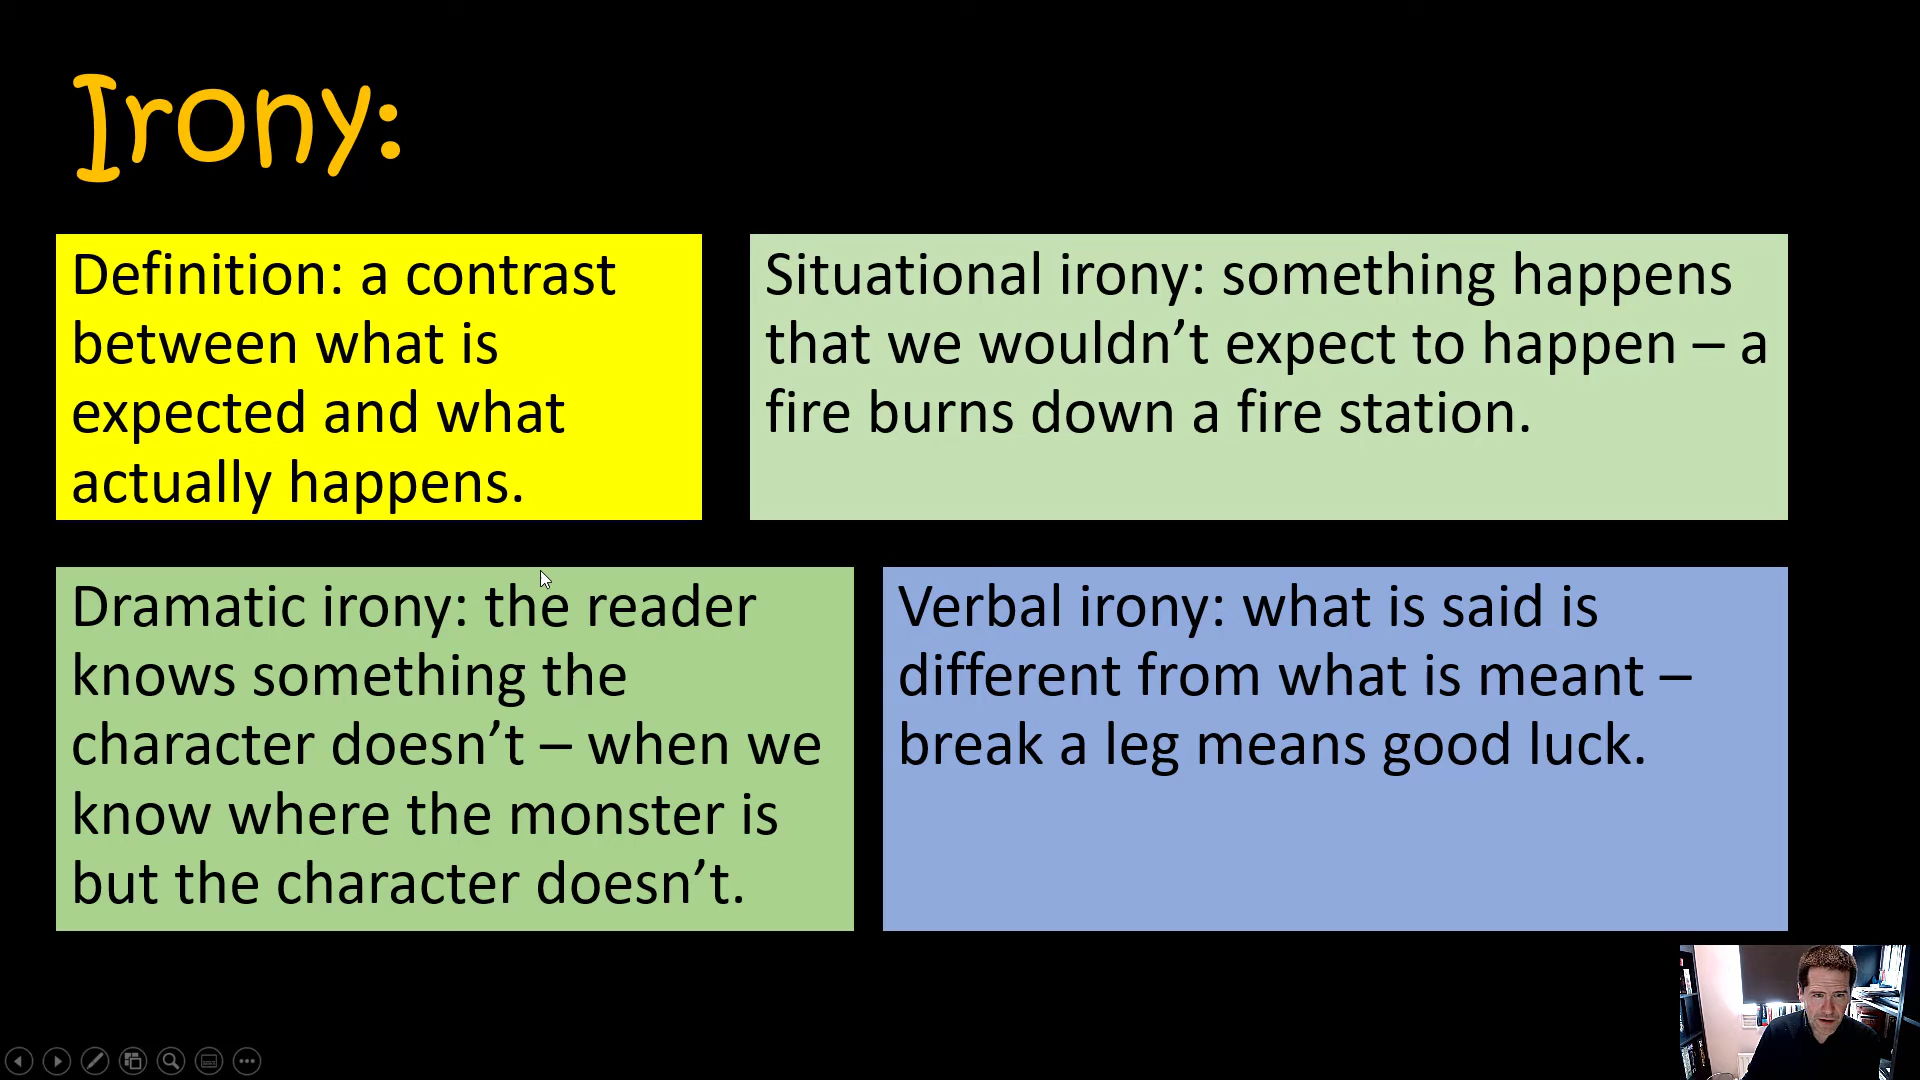 Irony:
Definition: a contrast
between what is
expected and what
actually happens.
Situational irony: something happens
that we wouldn’t expect to happen – a
fire burns down a fire station.
Dramatic irony: the reader
knows something the
character doesn’t – when we
know where the monster is
but the character doesn’t.
Verbal irony: what is said is
different from what is meant –
break a leg means good luck.